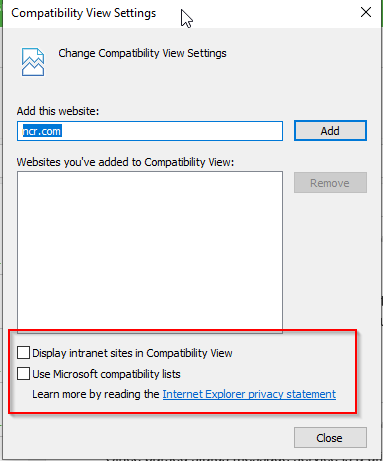 Compatibility View Settings
Change Compatibility View Settings
Add this website:
ncr.com
Add
Websites you've added to Compatibility View:
Remove
Display intranet sites in Compatibility View
Use Microsoft compatibility lists
Learn more by reading the Internet Explorer privacy statement
Close